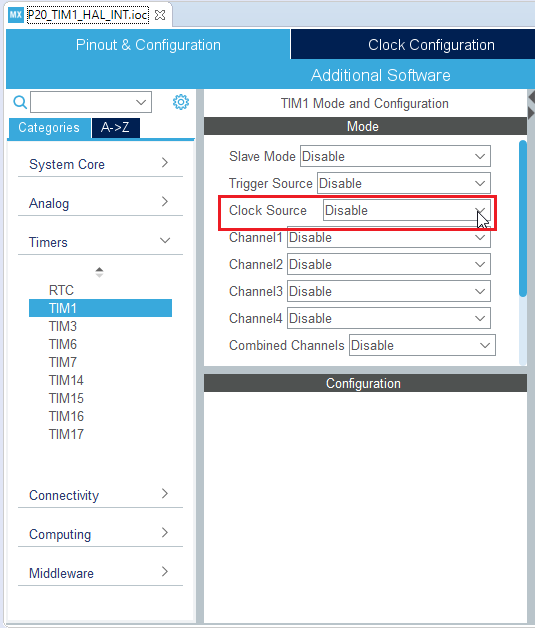 MX P20_TIM1_HAL_INT.ioc
Pinout & Configuration
Clock Configuration
Additional Software
Categories
A->Z
System Core
Analog
Timers
RTC
TIM1
TIM3
TIM6
TIM7
TIM14
TIM15
TIM16
TIM17
Connectivity
Computing
Middleware
TIM1 Mode and Configuration
Mode
Slave Mode Disable
Trigger Source Disable
Clock Source Disable
Channel1 Disable
Channel2 Disable
Channel3 Disable
Channel4 Disable
Combined Channels Disable
Configuration